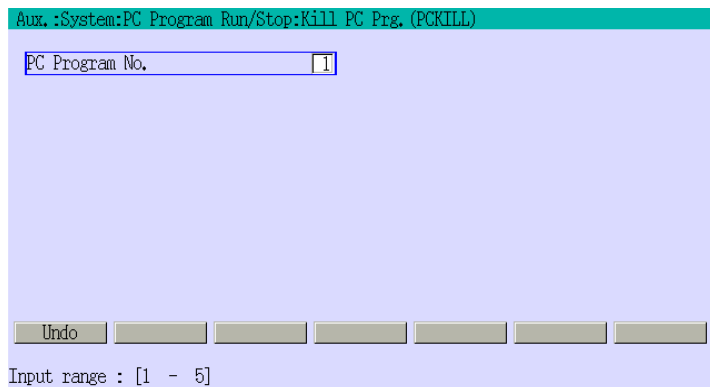 Aux.:System:PC Program Run/Stop:Kill PC Prg.(PCKILL)
PC Program No. 1
Undo
Input range : [1 - 5]